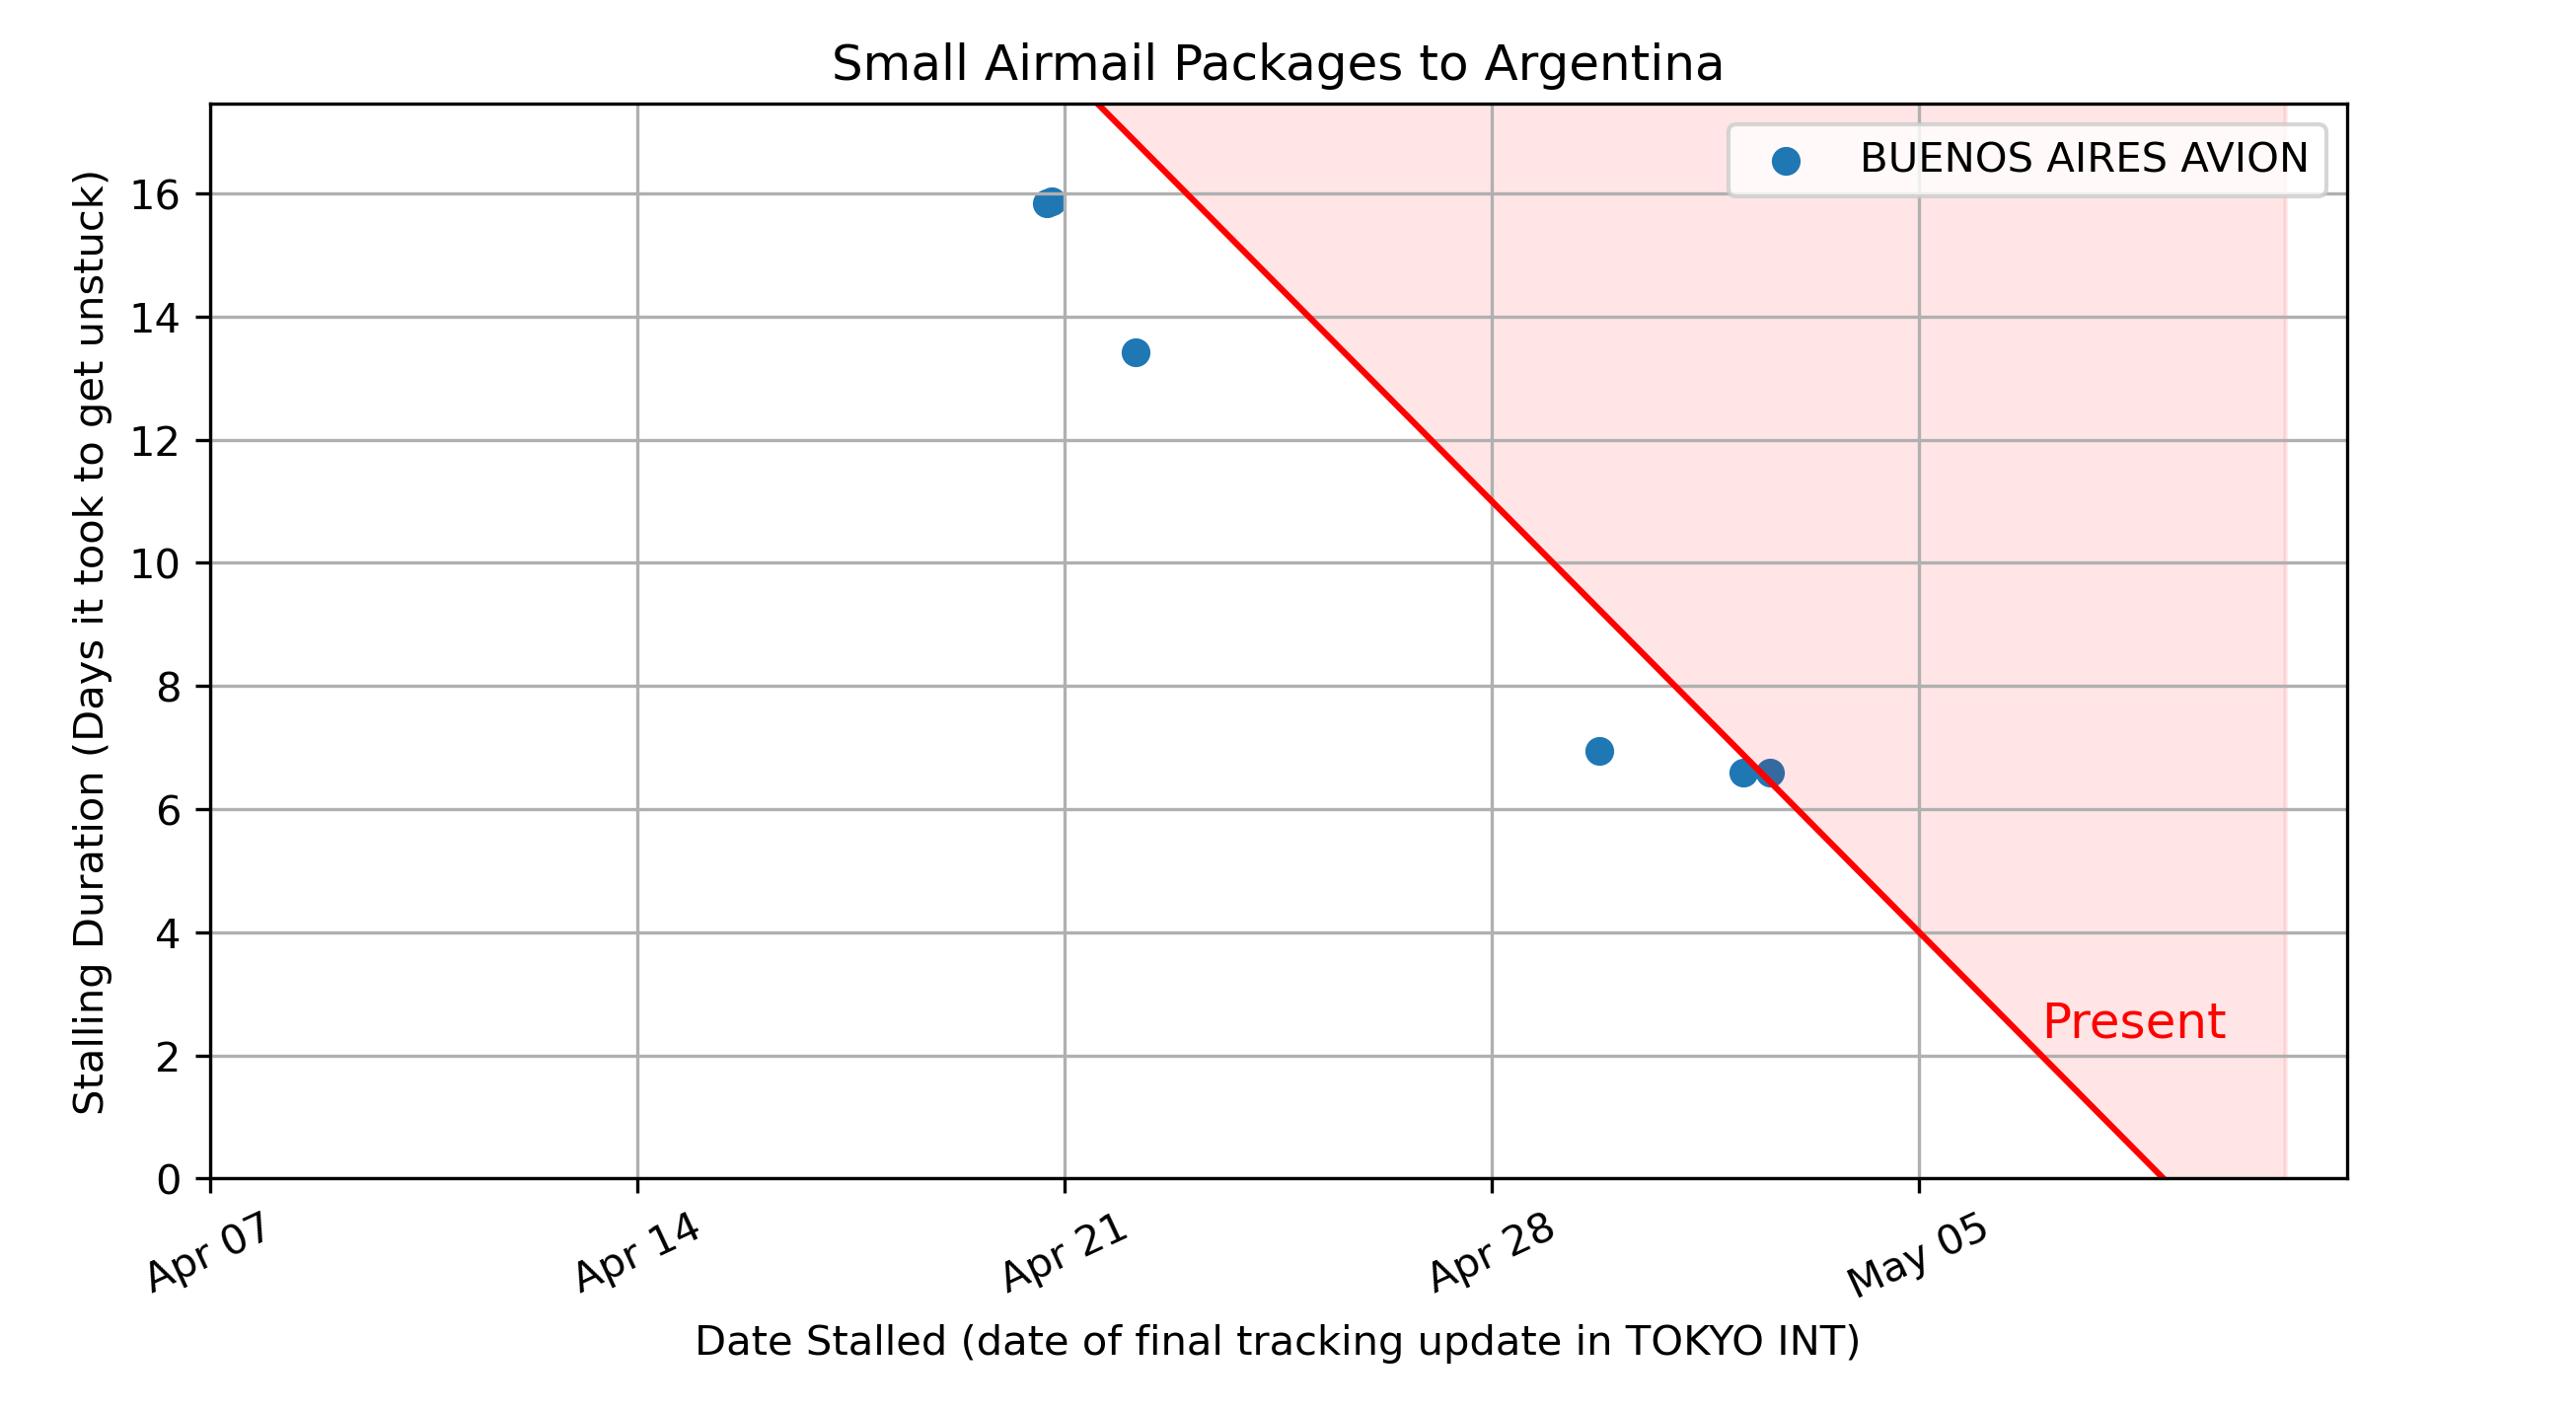 Small Airmail Packages to Argentina
BUENOS AIRES AVION
Stalling Duration (Days it took to get unstuck)
16
14
12
10
8
6
4
2
0
Present
Apr 07
Apr 14
Apr 21
Apr 28
May 05
Date Stalled (date of final tracking update in TOKYO INT)